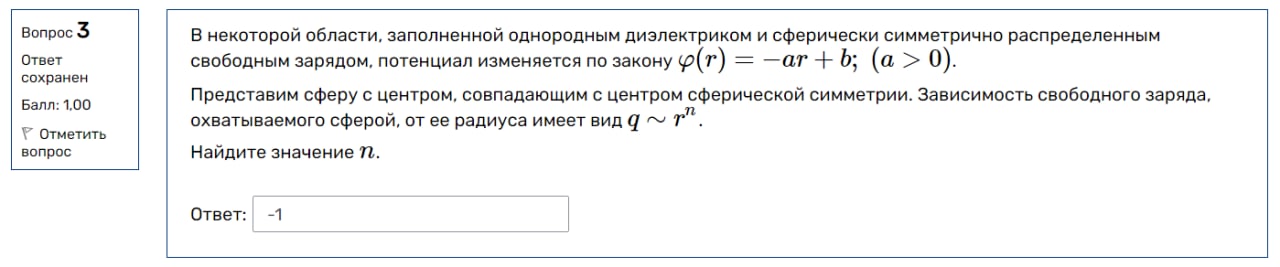 Вопрос 3
Ответ
сохранен
Балл: 1,00
Отметить
вопрос
В некоторой области, заполненной однородным диэлектриком и сферически симметрично распределенным
свободным зарядом, потенциал изменяется по закону φ(r) = −ar + b; (a > 0).
Представим сферу с центром, совпадающим с центром сферической симметрии. Зависимость свободного заряда,
охватываемого сферой, от ее радиуса имеет вид q ∼ rⁿ.
Найдите значение n.
Ответ: -1